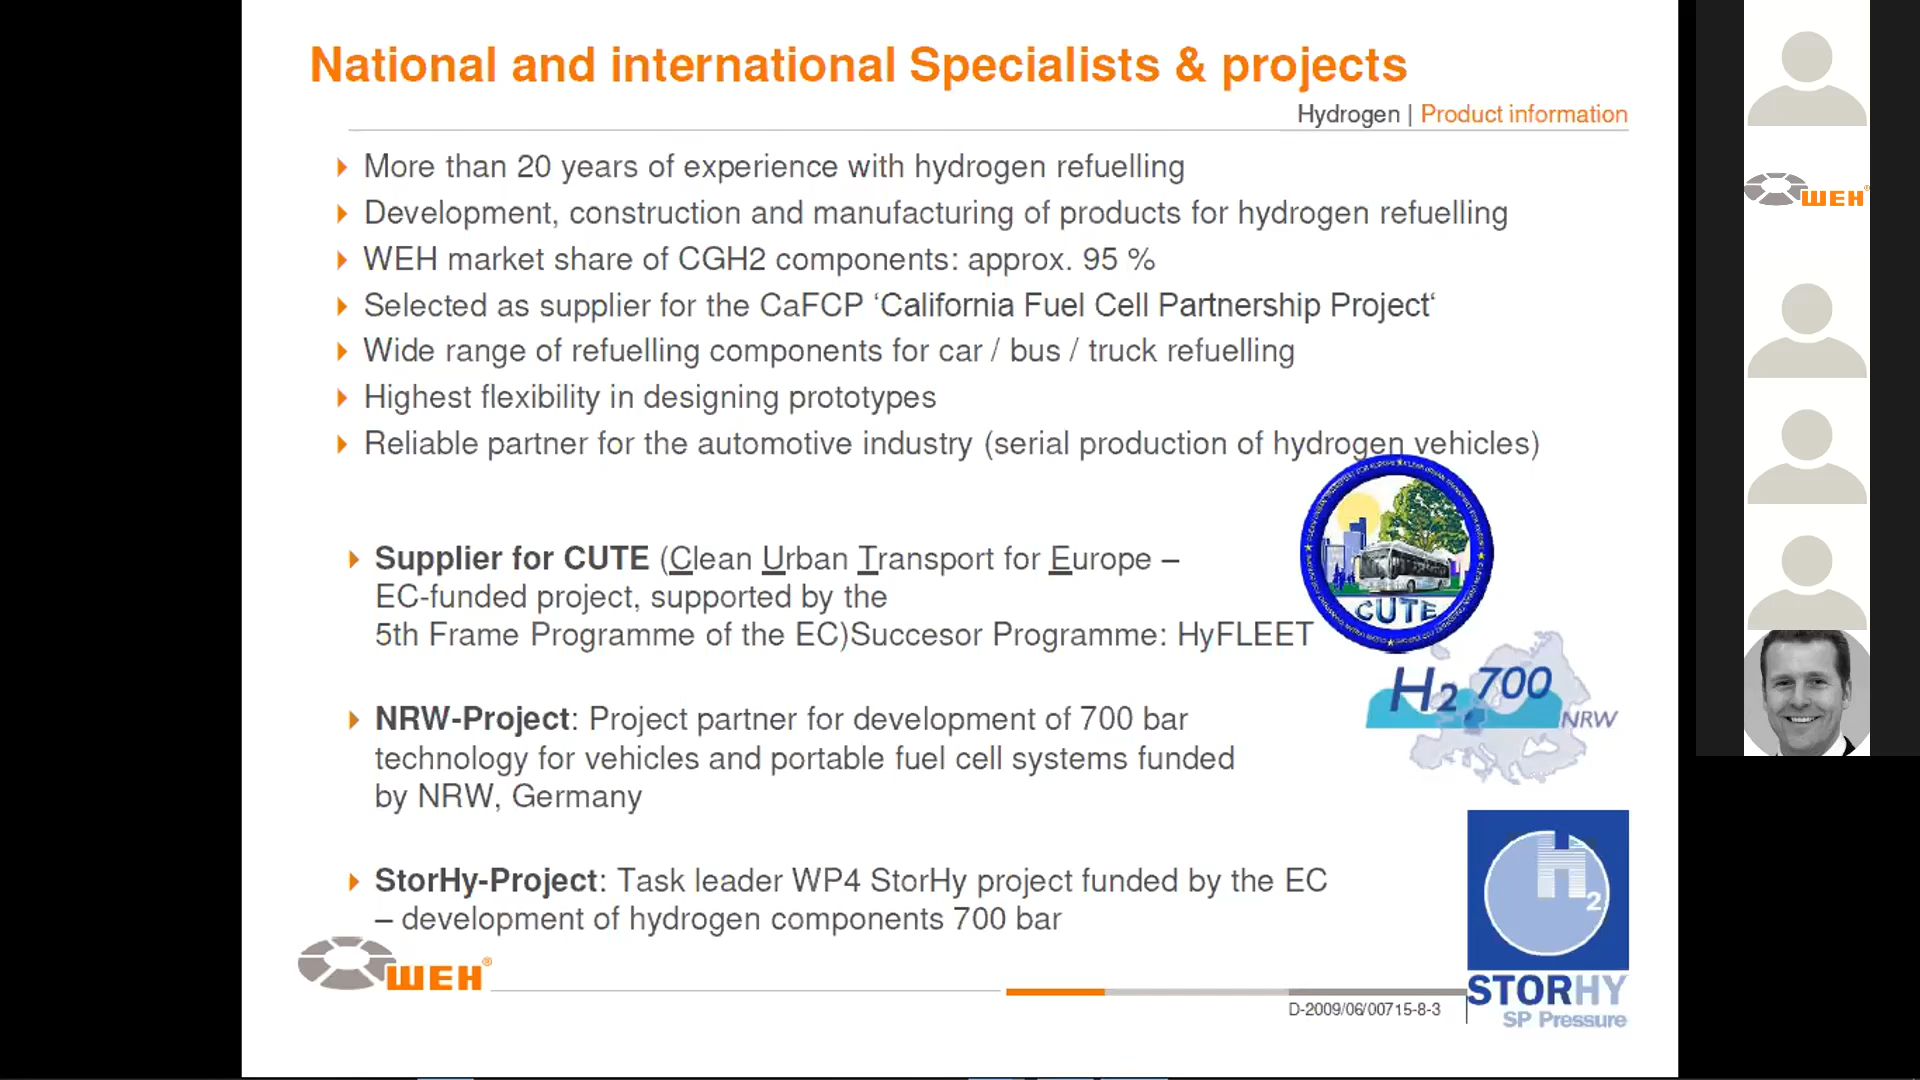 National and international Specialists & projects
Hydrogen | Product information
More than 20 years of experience with hydrogen refuelling
Development, construction and manufacturing of products for hydrogen refuelling
WEH market share of CGH2 components: approx. 95 %
Selected as supplier for the CaFCP ‘California Fuel Cell Partnership Project‘
Wide range of refuelling components for car / bus / truck refuelling
Highest flexibility in designing prototypes
Reliable partner for the automotive industry (serial production of hydrogen vehicles)
Supplier for CUTE (Clean Urban Transport for Europe –
EC-funded project, supported by the
5th Frame Programme of the EC)Succesor Programme: HyFLEET
CUTE
H2 700
NRW
NRW-Project: Project partner for development of 700 bar
technology for vehicles and portable fuel cell systems funded
by NRW, Germany
StorHy-Project: Task leader WP4 StorHy project funded by the EC
– development of hydrogen components 700 bar
H2
STORHY
SP Pressure
WEH®
D-2009/06/00715-8-3
WEH®